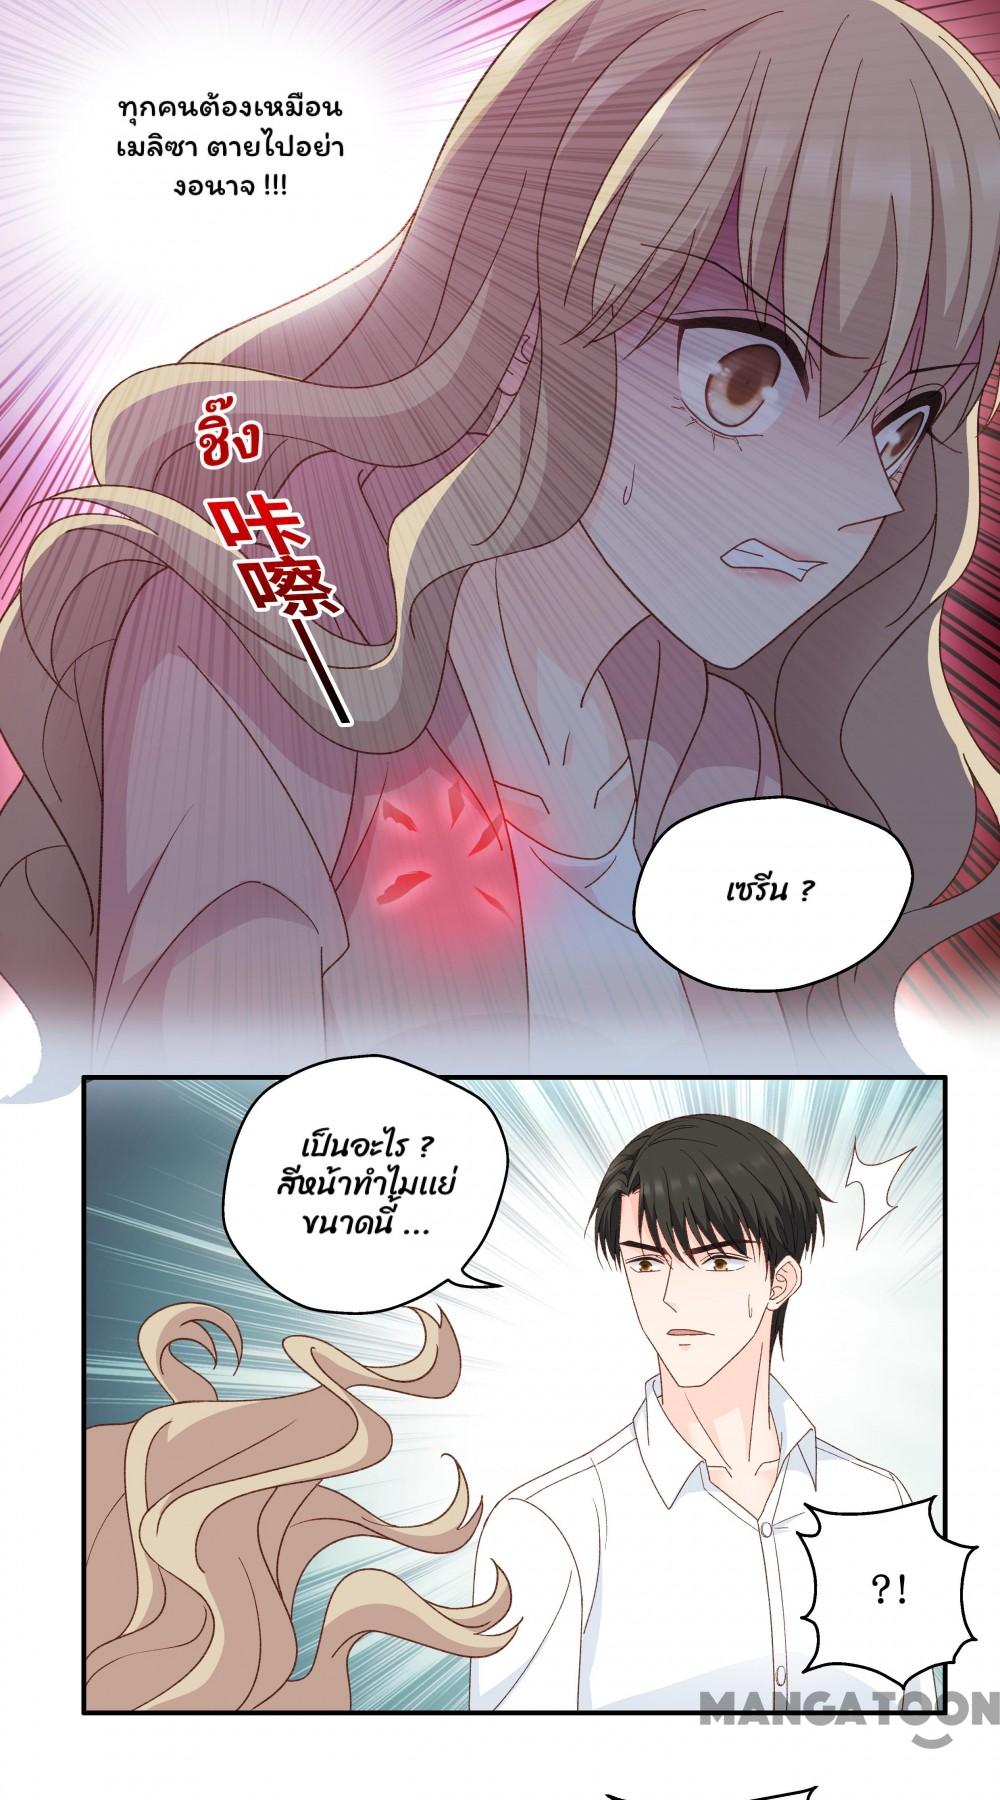 ทุกคนต้องเหมือน
เมลิซา ตายไปอย่า
งอนาจ !!!
ชิ๊ง
咔
嚓
เซรีน ?
เป็นอะไร ?
สีหน้าทำไมแย่
ขนาดนี้ ...
?!
MANGATOON